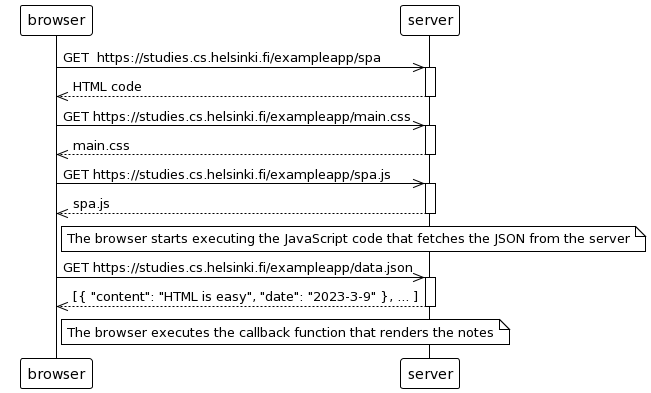 browser server
GET  https://studies.cs.helsinki.fi/exampleapp/spa
HTML code
GET https://studies.cs.helsinki.fi/exampleapp/main.css
main.css
GET https://studies.cs.helsinki.fi/exampleapp/spa.js
spa.js
The browser starts executing the JavaScript code that fetches the JSON from the server
GET https://studies.cs.helsinki.fi/exampleapp/data.json
[{ "content": "HTML is easy", "date": "2023-3-9" }, ... ]
The browser executes the callback function that renders the notes
browser server